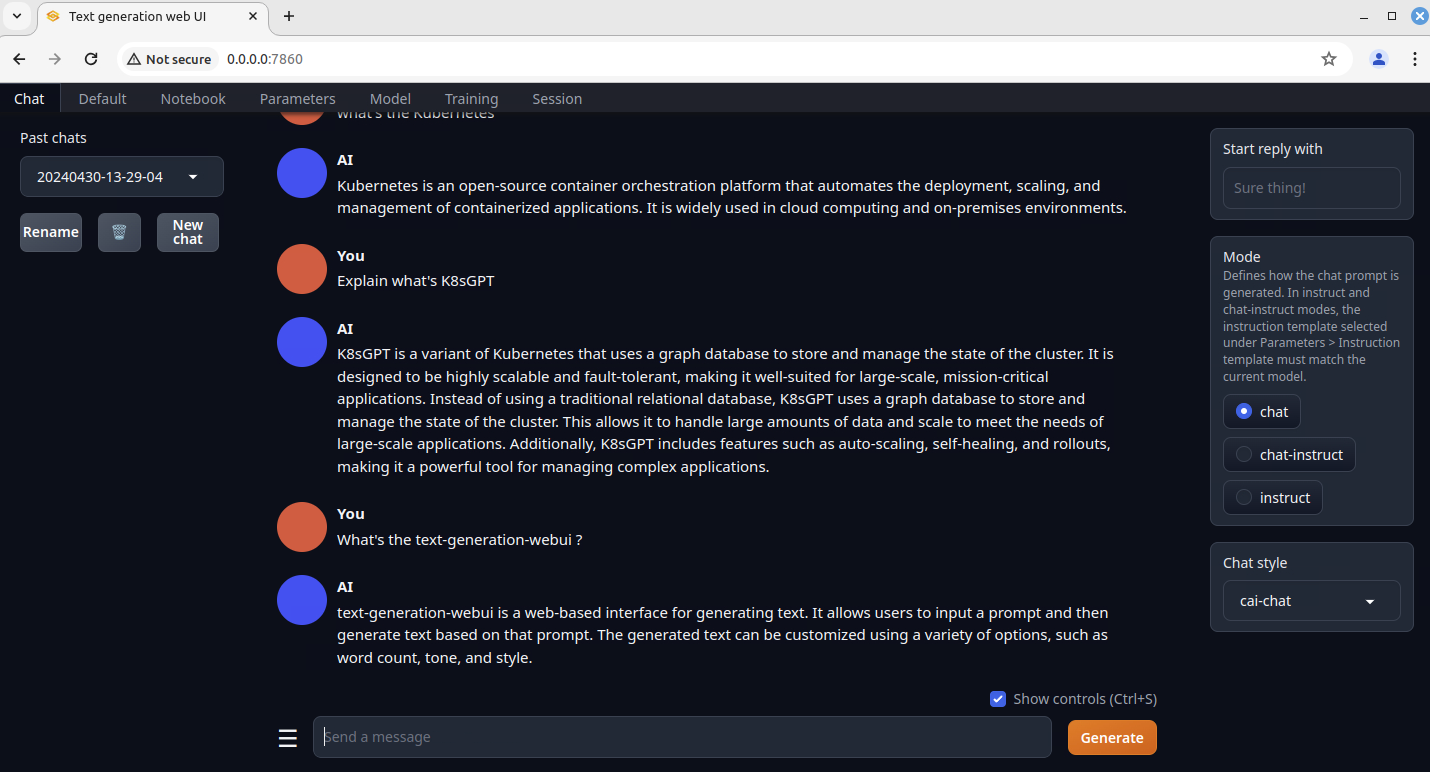 Text generation web UI
Not secure
0.0.0.0:7860
Chat
Default
Notebook
Parameters
Model
Training
Session
Past chats
20240430-13-29-04
Rename
New
chat
what's the Kubernetes
AI
Kubernetes is an open-source container orchestration platform that automates the deployment, scaling, and
management of containerized applications. It is widely used in cloud computing and on-premises environments.
You
Explain what's K8sGPT
AI
K8sGPT is a variant of Kubernetes that uses a graph database to store and manage the state of the cluster. It is
designed to be highly scalable and fault-tolerant, making it well-suited for large-scale, mission-critical
applications. Instead of using a traditional relational database, K8sGPT uses a graph database to store and
manage the state of the cluster. This allows it to handle large amounts of data and scale to meet the needs of
large-scale applications. Additionally, K8sGPT includes features such as auto-scaling, self-healing, and rollouts,
making it a powerful tool for managing complex applications.
You
What's the text-generation-webui ?
AI
text-generation-webui is a web-based interface for generating text. It allows users to input a prompt and then
generate text based on that prompt. The generated text can be customized using a variety of options, such as
word count, tone, and style.
Show controls (Ctrl+S)
Send a message
Generate
Start reply with
Sure thing!
Mode
Defines how the chat prompt is
generated. In instruct and
chat-instruct modes, the
instruction template selected
under Parameters > Instruction
template must match the
current model.
chat
chat-instruct
instruct
Chat style
cai-chat